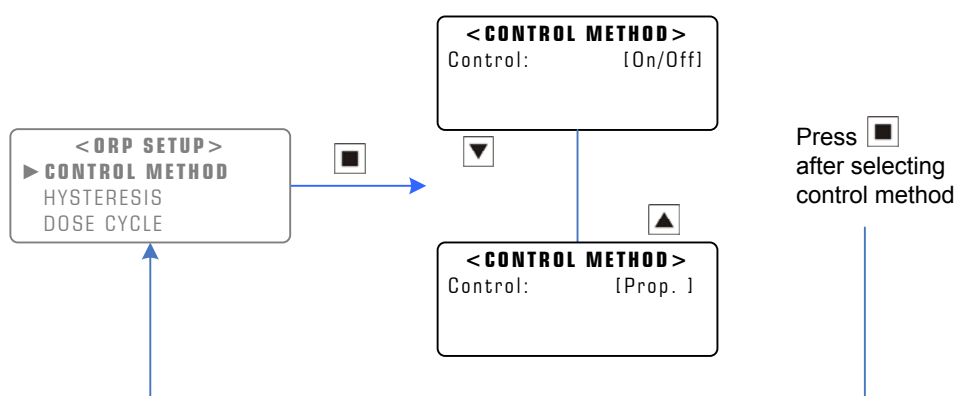 <CONTROL METHOD>
Control: [On/Off]
<ORP SETUP>
►CONTROL METHOD
HYSTERESIS
DOSE CYCLE
■
▼
▲
<CONTROL METHOD>
Control: [Prop. ]
Press ■
after selecting
control method